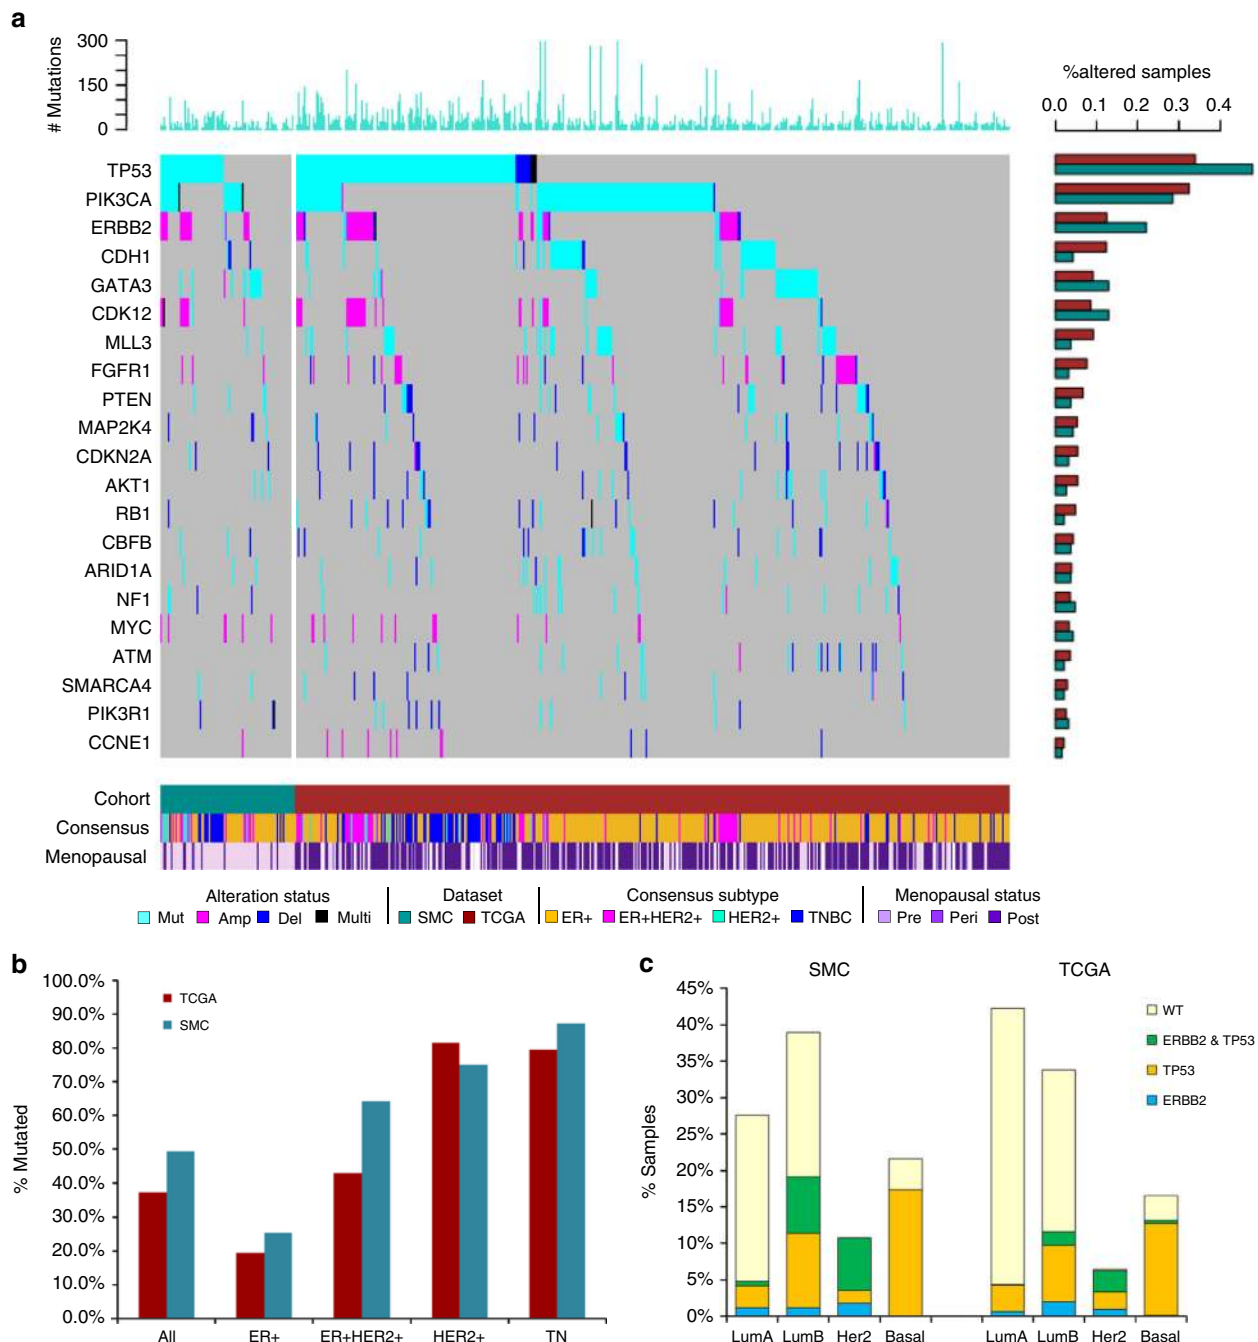 a
# Mutations
300
150
0
%altered samples
0.0 0.1 0.2 0.3 0.4
TP53
PIK3CA
ERBB2
CDH1
GATA3
CDK12
MLL3
FGFR1
PTEN
MAP2K4
CDKN2A
AKT1
RB1
CBFB
ARID1A
NF1
MYC
ATM
SMARCA4
PIK3R1
CCNE1
Cohort
Consensus
Menopausal
Alteration status
Mut Amp Del Multi
Dataset
SMC TCGA
Consensus subtype
ER+ ER+HER2+ HER2+ TNBC
Menopausal status
Pre Peri Post
b
% Mutated
100.0%
90.0%
80.0%
70.0%
60.0%
50.0%
40.0%
30.0%
20.0%
10.0%
0.0%
TCGA
SMC
All ER+ ER+HER2+ HER2+ TN
c
SMC TCGA
% Samples
45%
40%
35%
30%
25%
20%
15%
10%
5%
0%
WT
ERBB2 & TP53
TP53
ERBB2
LumA LumB Her2 Basal LumA LumB Her2 Basal